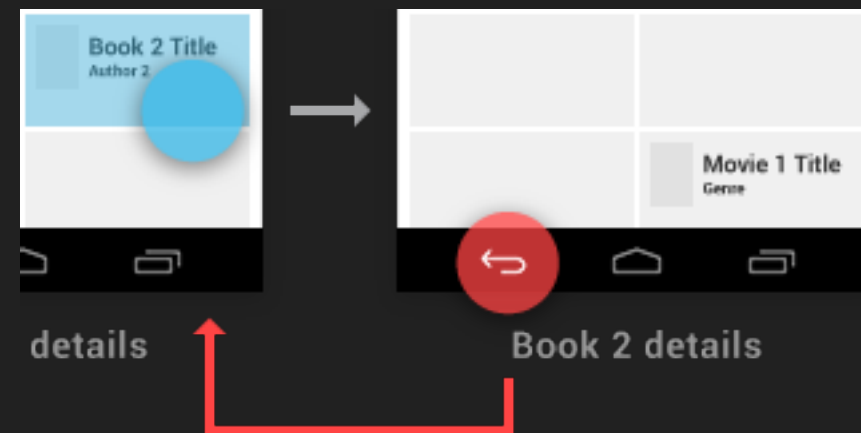 Book 2 Title
Author 2
Movie 1 Title
Genre
details
Book 2 details